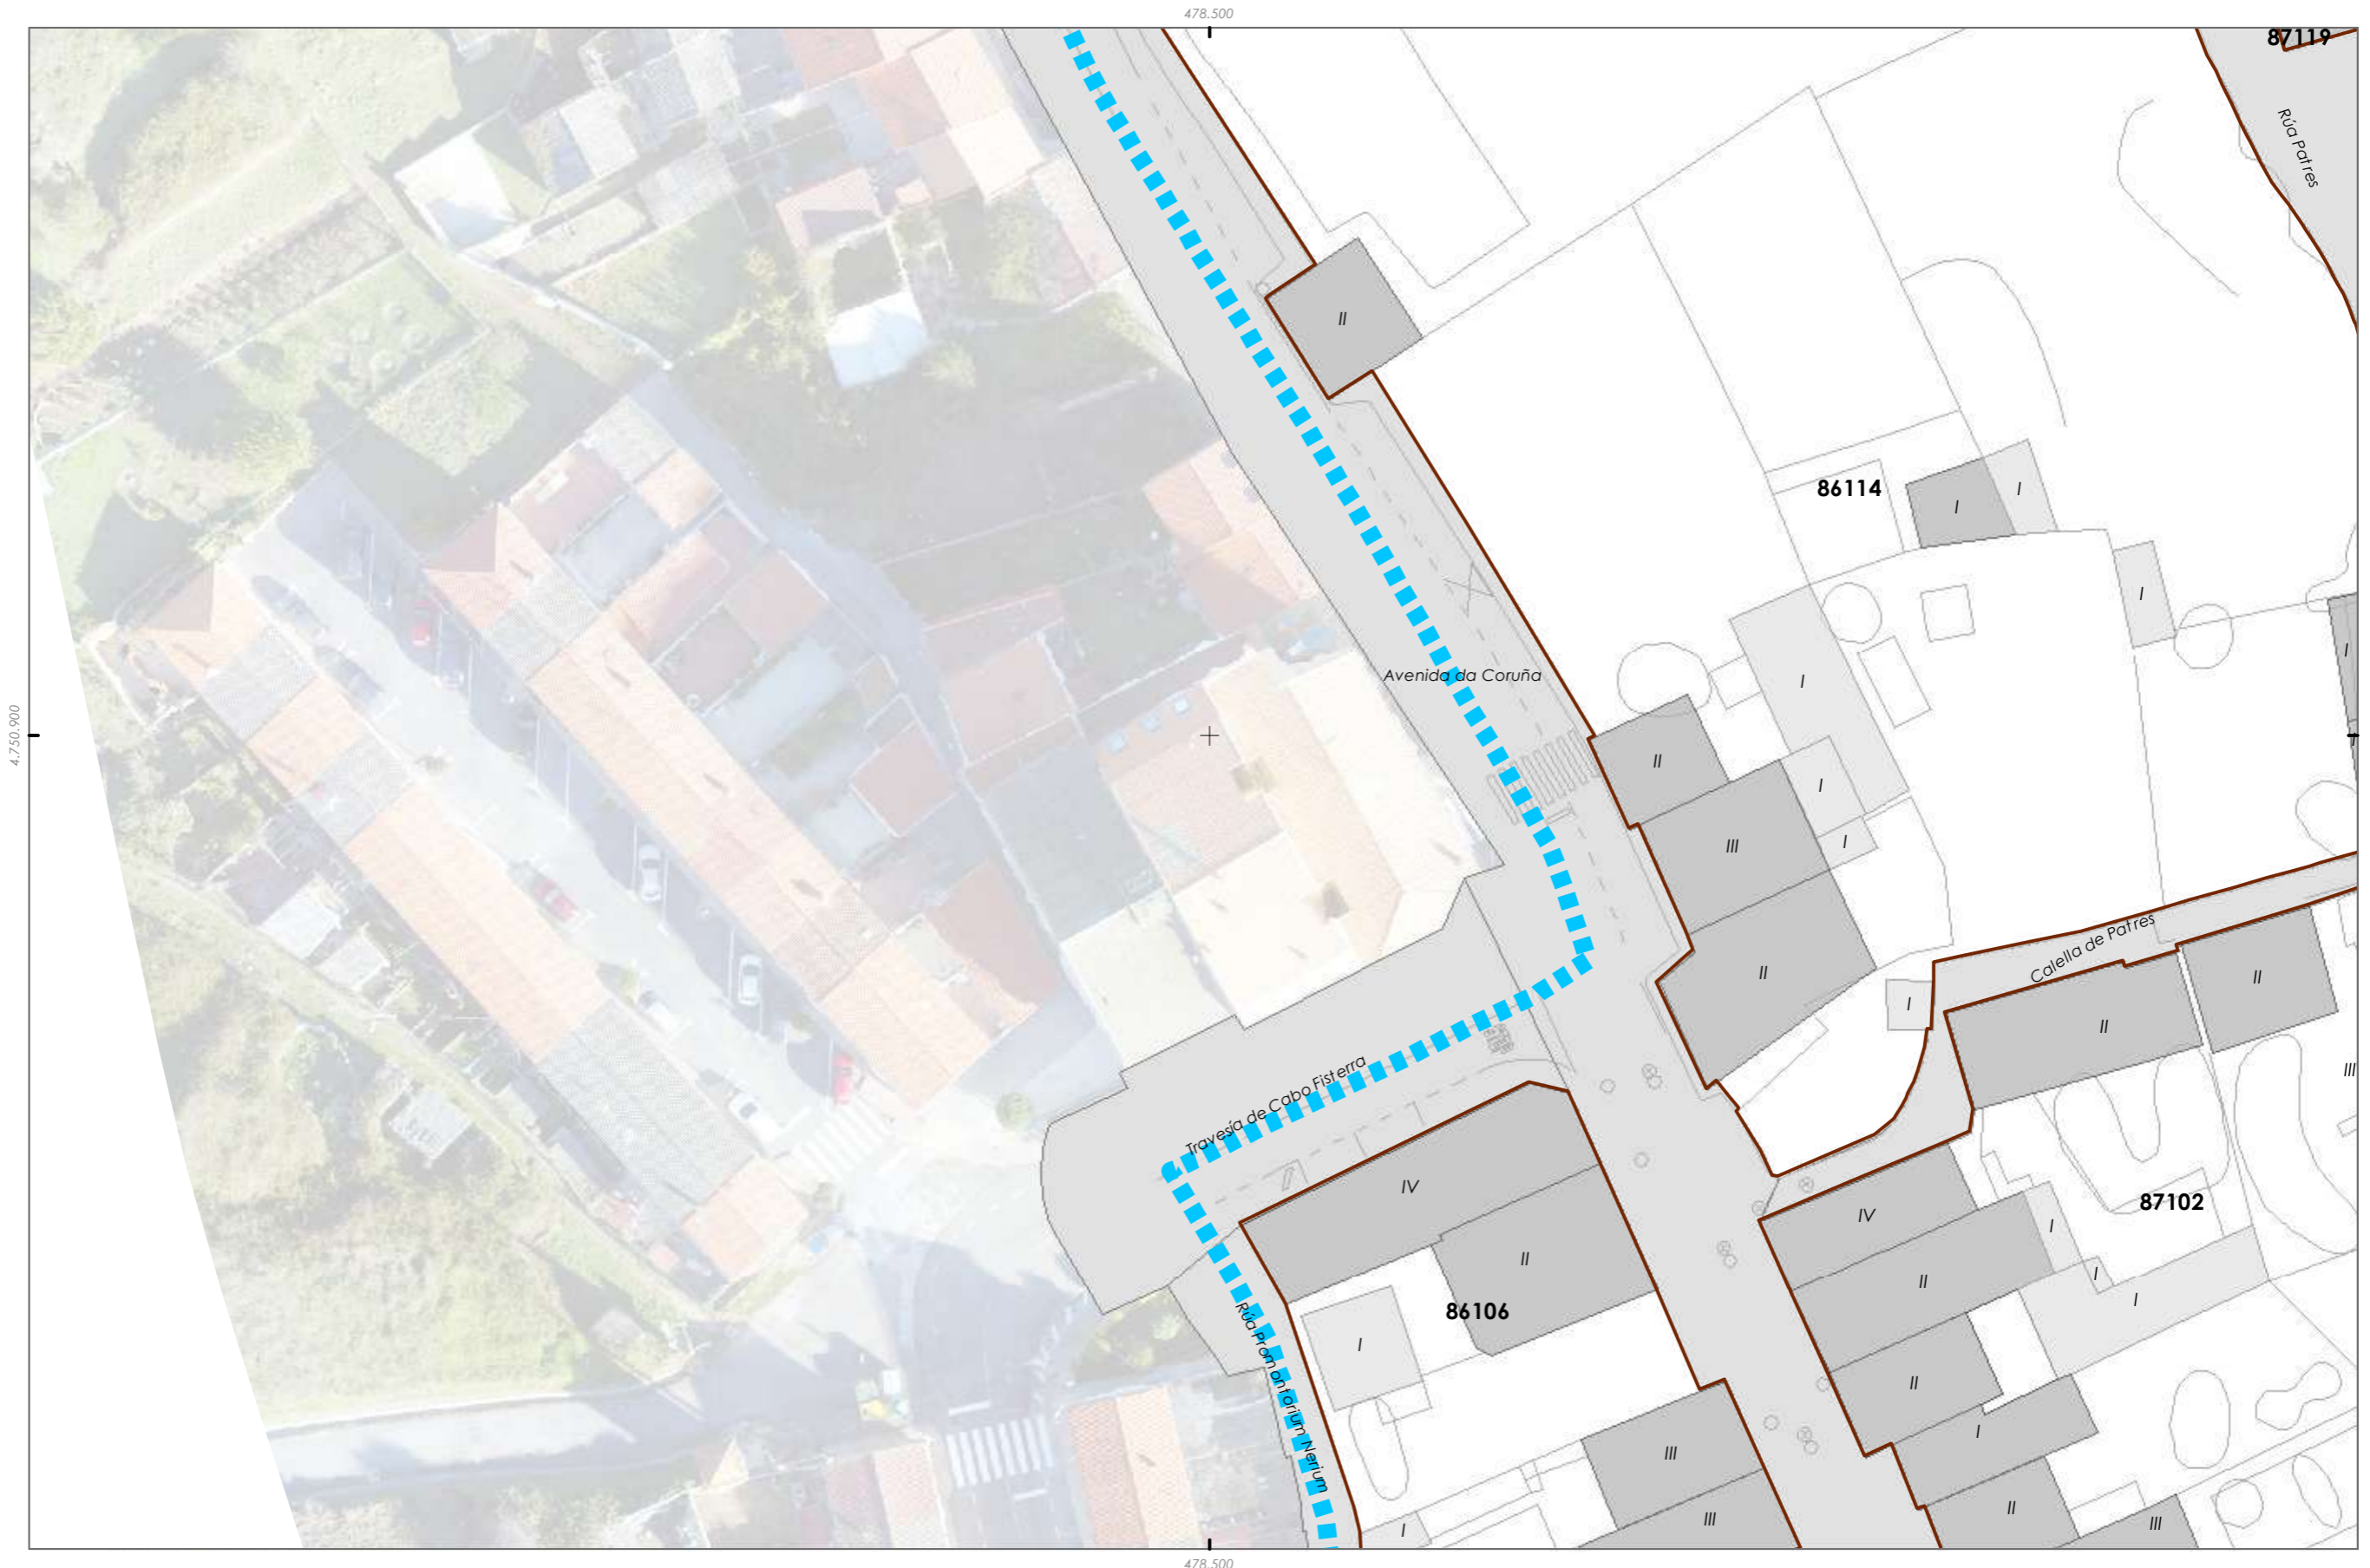 478.500
87119
Rúa Patres
II
86114
I
I
I
I
Avenida da Coruña
I
4.750.900
II
I
I
III
I
Calella de Patres
II
II
I
II
Travesía de Cabo Fisterra
III
IV
87102
IV
I
II
II
I
I
86106
Rúa Promontorium Nerium
I
II
I
III
II
III
III
I
478.500